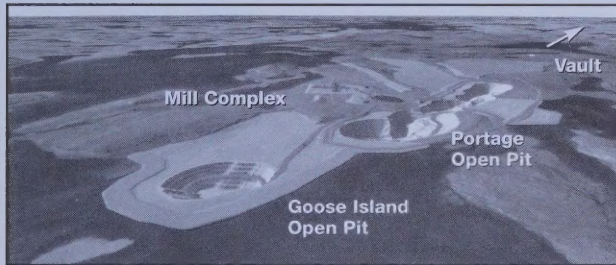 Vault
Mill Complex
Portage
Open Pit
Goose Island
Open Pit